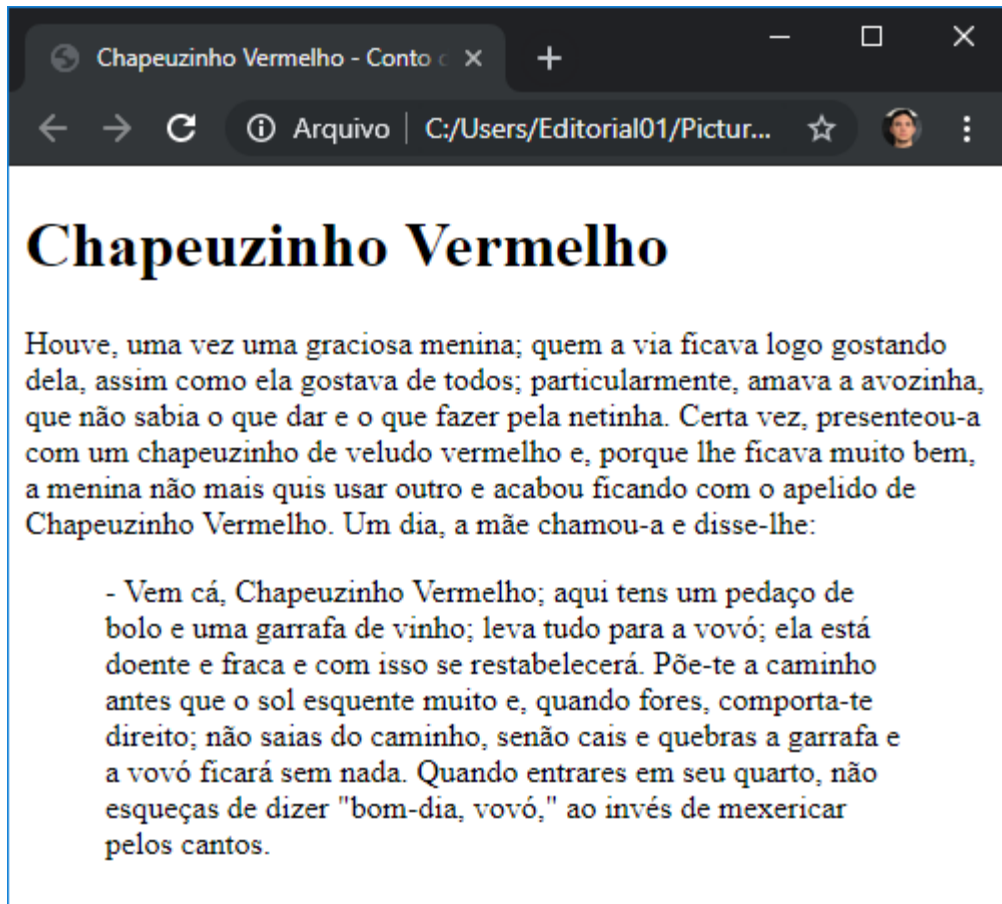 Chapeuzinho Vermelho - Conto
Arquivo | C:/Users/Editorial01/Pictur...
Chapeuzinho Vermelho
Houve, uma vez uma graciosa menina; quem a via ficava logo gostando
dela, assim como ela gostava de todos; particularmente, amava a avozinha,
que não sabia o que dar e o que fazer pela netinha. Certa vez, presenteou-a
com um chapeuzinho de veludo vermelho e, porque lhe ficava muito bem,
a menina não mais quis usar outro e acabou ficando com o apelido de
Chapeuzinho Vermelho. Um dia, a mãe chamou-a e disse-lhe:
- Vem cá, Chapeuzinho Vermelho; aqui tens um pedaço de
bolo e uma garrafa de vinho; leva tudo para a vovó; ela está
doente e fraca e com isso se restabelecerá. Põe-te a caminho
antes que o sol esquente muito e, quando fores, comporta-te
direito; não saias do caminho, senão cais e quebras a garrafa e
a vovó ficará sem nada. Quando entrares em seu quarto, não
esqueças de dizer "bom-dia, vovó," ao invés de mexericar
pelos cantos.